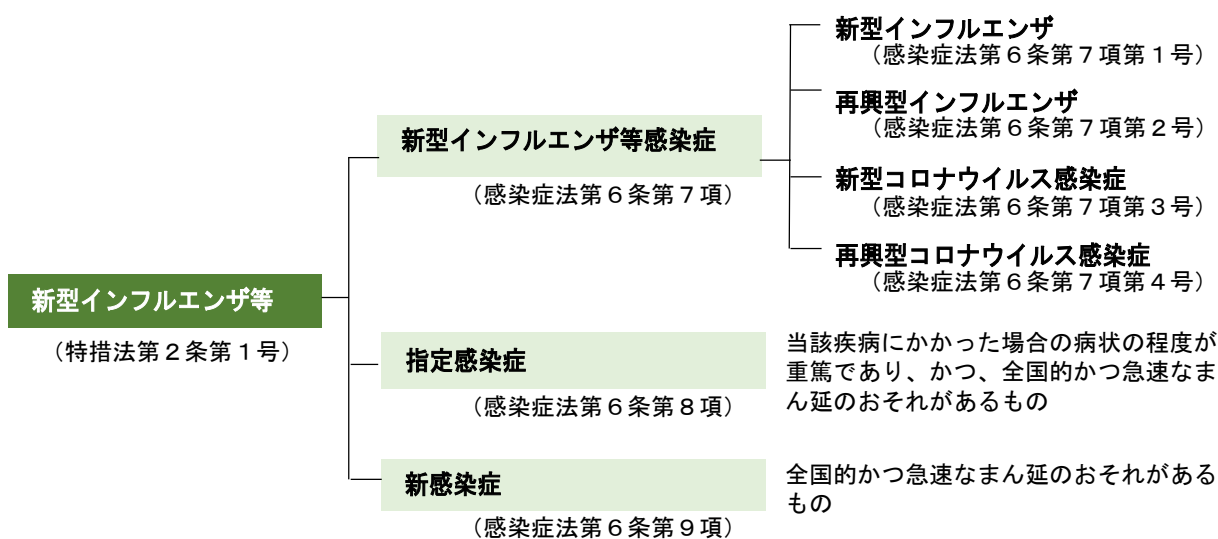 新型インフルエンザ
（感染症法第６条第７項第１号）
再興型インフルエンザ
（感染症法第６条第７項第２号）
新型インフルエンザ等感染症
（感染症法第６条第７項）
新型コロナウイルス感染症
（感染症法第６条第７項第３号）
再興型コロナウイルス感染症
（感染症法第６条第７項第４号）
新型インフルエンザ等
（特措法第２条第１号）
指定感染症
（感染症法第６条第８項）
当該疾病にかかった場合の病状の程度が
重篤であり、かつ、全国的かつ急速なま
ん延のおそれがあるもの
新感染症
（感染症法第６条第９項）
全国的かつ急速なまん延のおそれがある
もの